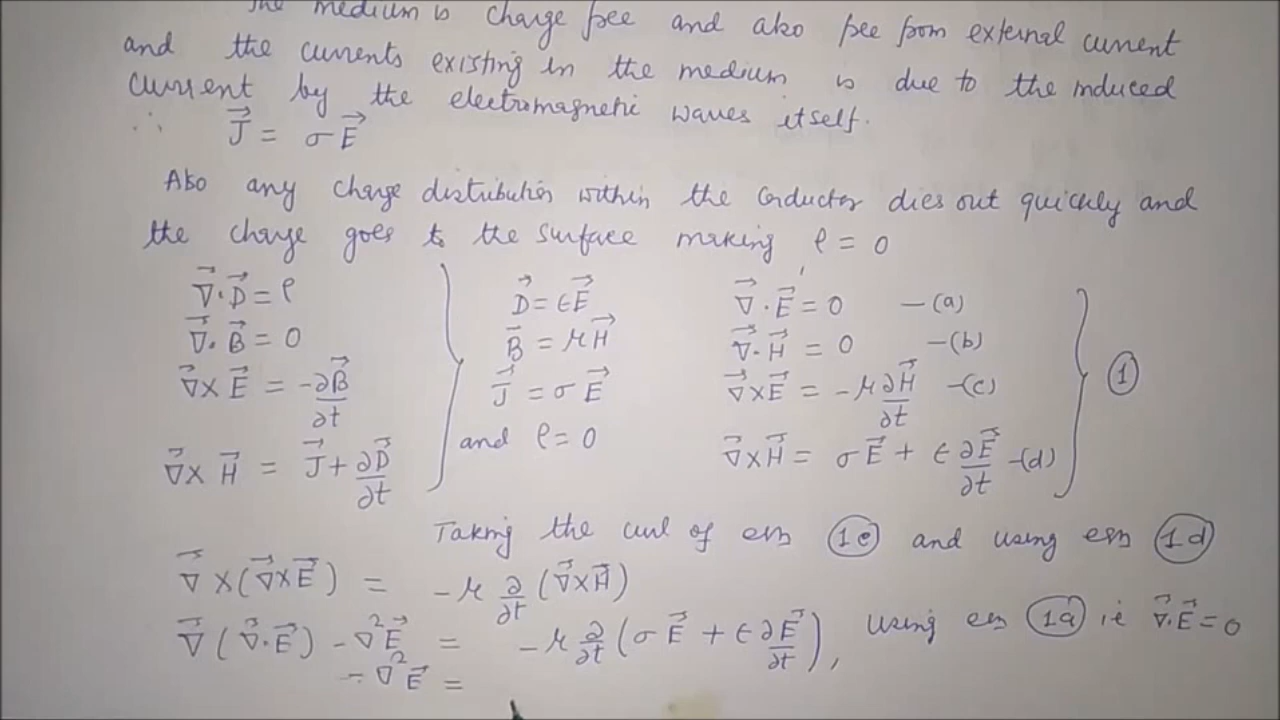 The medium is charge free and also free from external current
and the currents existing in the medium is due to the induced
current by the electromagnetic waves itself.
∴ J⃗ = σE⃗
Also any charge distribution within the conductor dies out quickly and
the charge goes to the surface making ρ = 0
∇⃗·D⃗ = ρ
∇⃗·B⃗ = 0
∇⃗×E⃗ = -∂B⃗/∂t
∇⃗×H⃗ = J⃗ + ∂D⃗/∂t
D⃗ = ϵE⃗
B⃗ = μH⃗
J⃗ = σE⃗
and ρ = 0
∇⃗·E⃗ = 0 —(a)
∇⃗·H⃗ = 0 —(b)
∇⃗×E⃗ = -μ∂H⃗/∂t —(c)
∇⃗×H⃗ = σE⃗ + ϵ∂E⃗/∂t —(d)
①
Taking the curl of eqn (1c) and using eqn (1d)
∇⃗×(∇⃗×E⃗) = -μ ∂/∂t (∇⃗×H⃗)
∇⃗(∇⃗·E⃗) - ∇²E⃗ = -μ ∂/∂t (σE⃗ + ϵ∂E⃗/∂t), using eqn (1a) ie ∇⃗·E⃗ = 0
-∇²E⃗ =